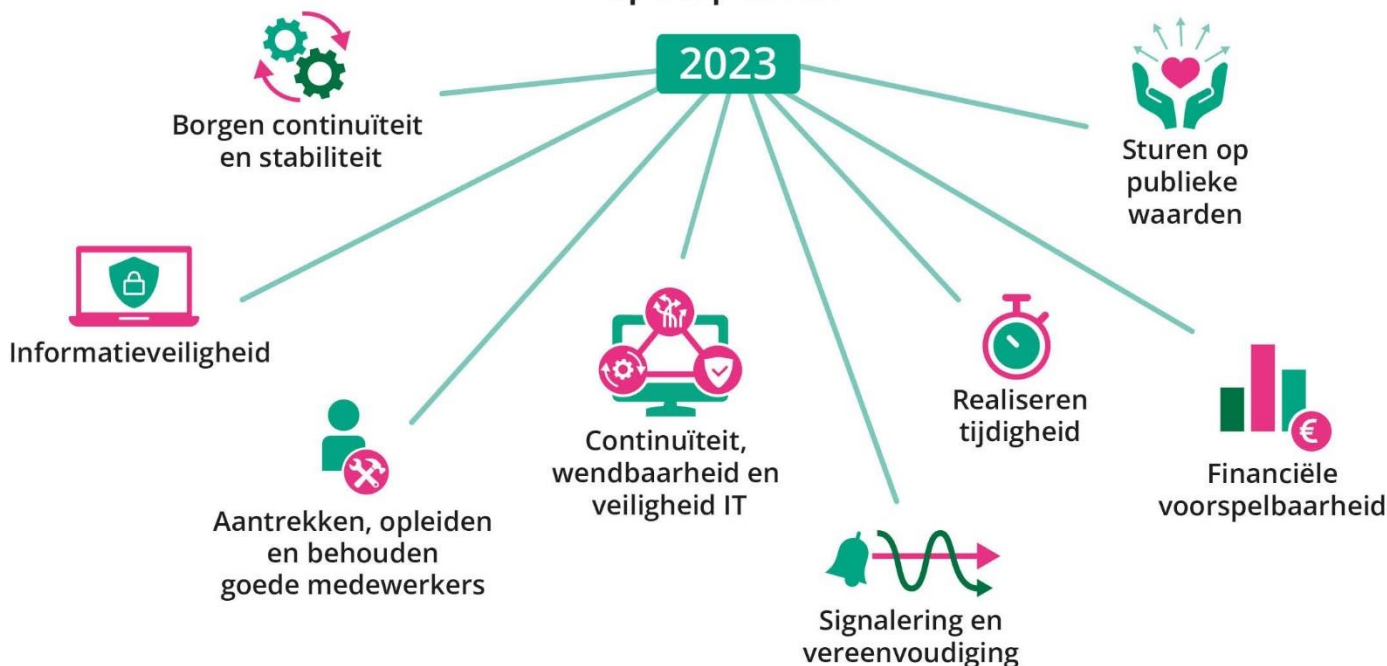 2023
Borgen continuïteit
en stabiliteit
Sturen op
publieke
waarden
Informatieveiligheid
Aantrekken, opleiden
en behouden
goede medewerkers
Continuïteit,
wendbaarheid en
veiligheid IT
Realiseren
tijdigheid
€
Financiële
voorspelbaarheid
Signalering en
vereenvoudiging